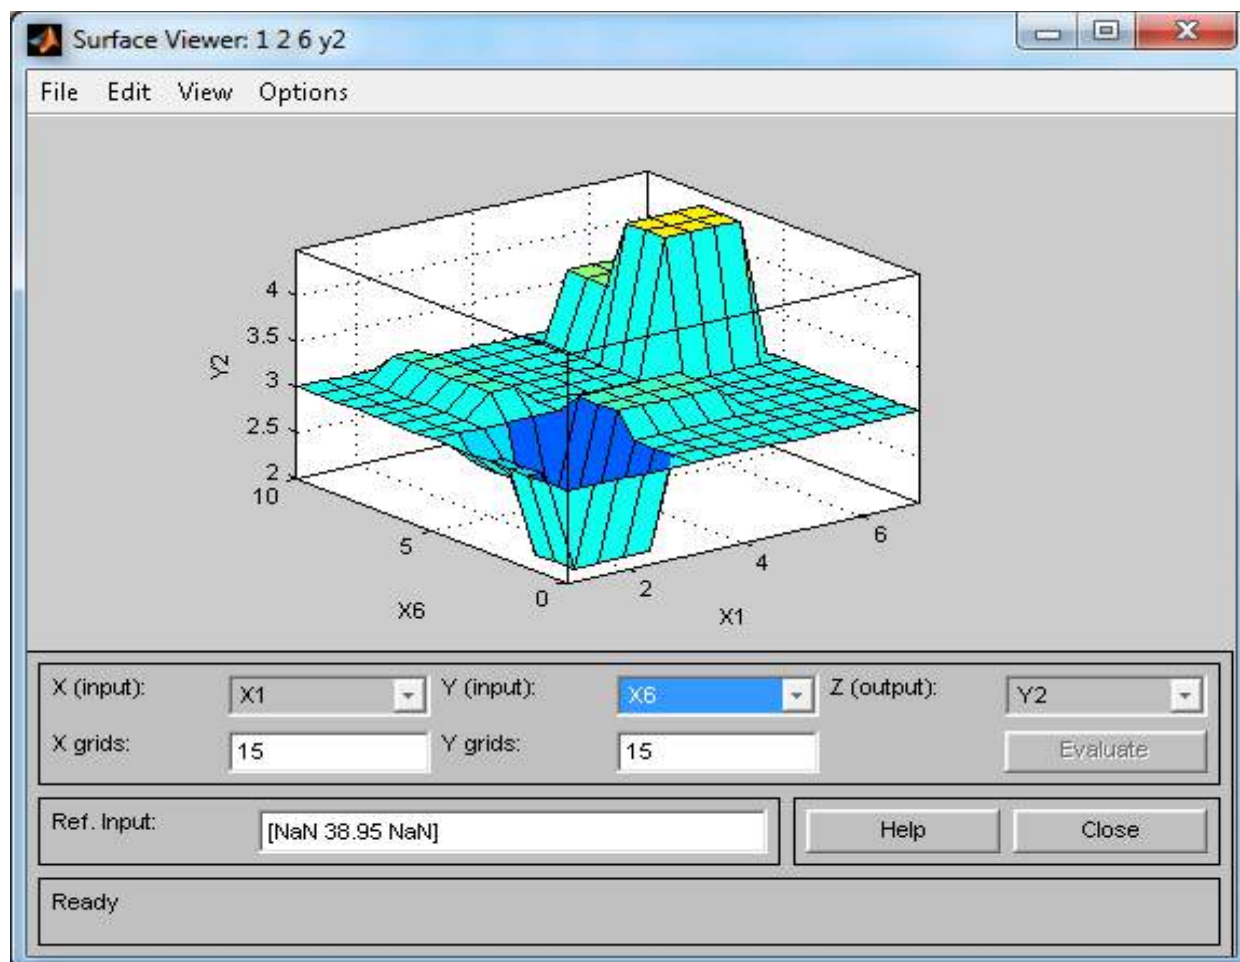 Surface Viewer: 1 2 6 y2
File Edit View Options
4
3.5
3
2.5
2
10
5
0
2
4
6
Y2
X6
X1
X (input): X1 Y (input): X6 Z (output): Y2
X grids: 15 Y grids: 15 Evaluate
Ref. Input: [NaN 38.95 NaN] Help Close
Ready